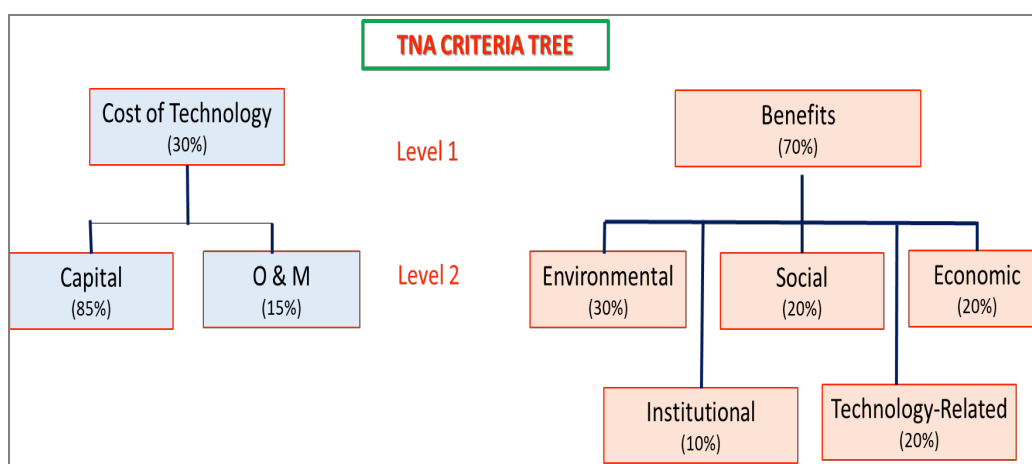 TNA CRITERIA TREE
Cost of Technology
(30%)
Level 1
Benefits
(70%)
Capital
(85%)
O & M
(15%)
Level 2
Environmental
(30%)
Social
(20%)
Economic
(20%)
Institutional
(10%)
Technology-Related
(20%)